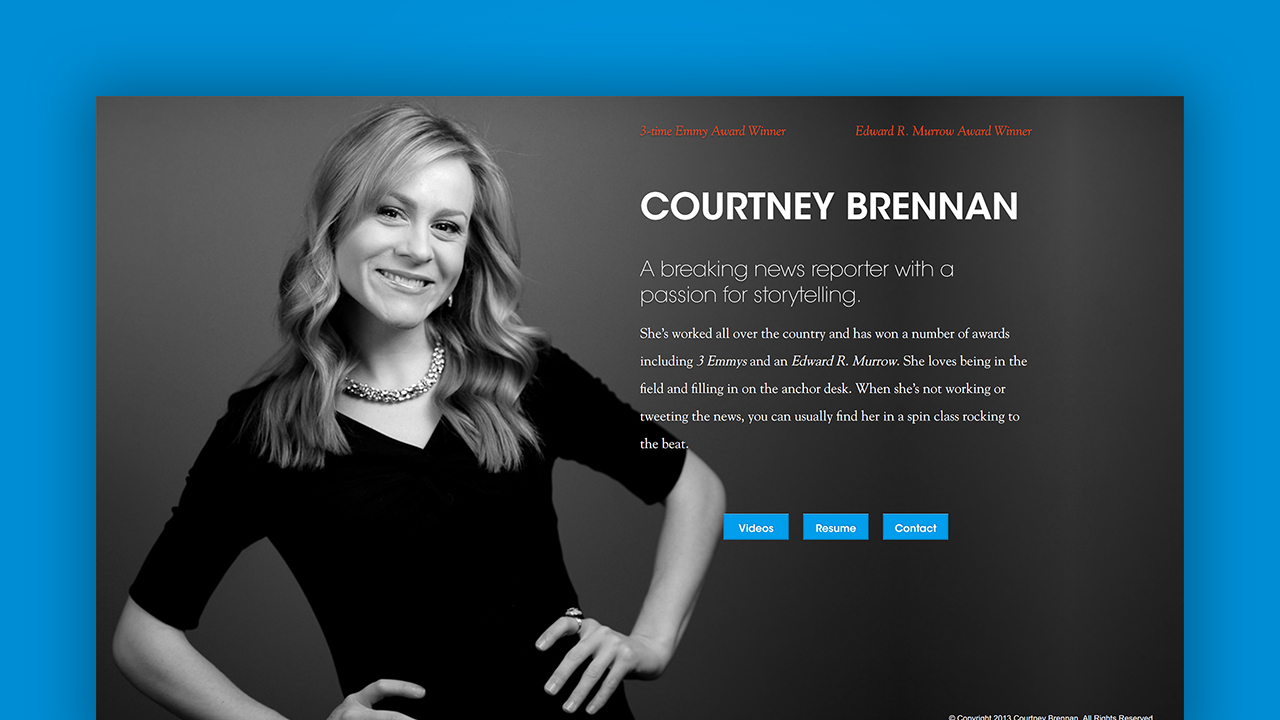 3-time Emmy Award Winner
Edward R. Murrow Award Winner
COURTNEY BRENNAN
A breaking news reporter with a
passion for storytelling.
She's worked all over the country and has won a number of awards
including 3 Emmys and an Edward R. Murrow. She loves being in the
field and filling in on the anchor desk. When she's not working or
tweeting the news, you can usually find her in a spin class rocking to
the beat.
Videos
Resume
Contact
© Copyright 2013 Courtney Brennan. All Rights Reserved